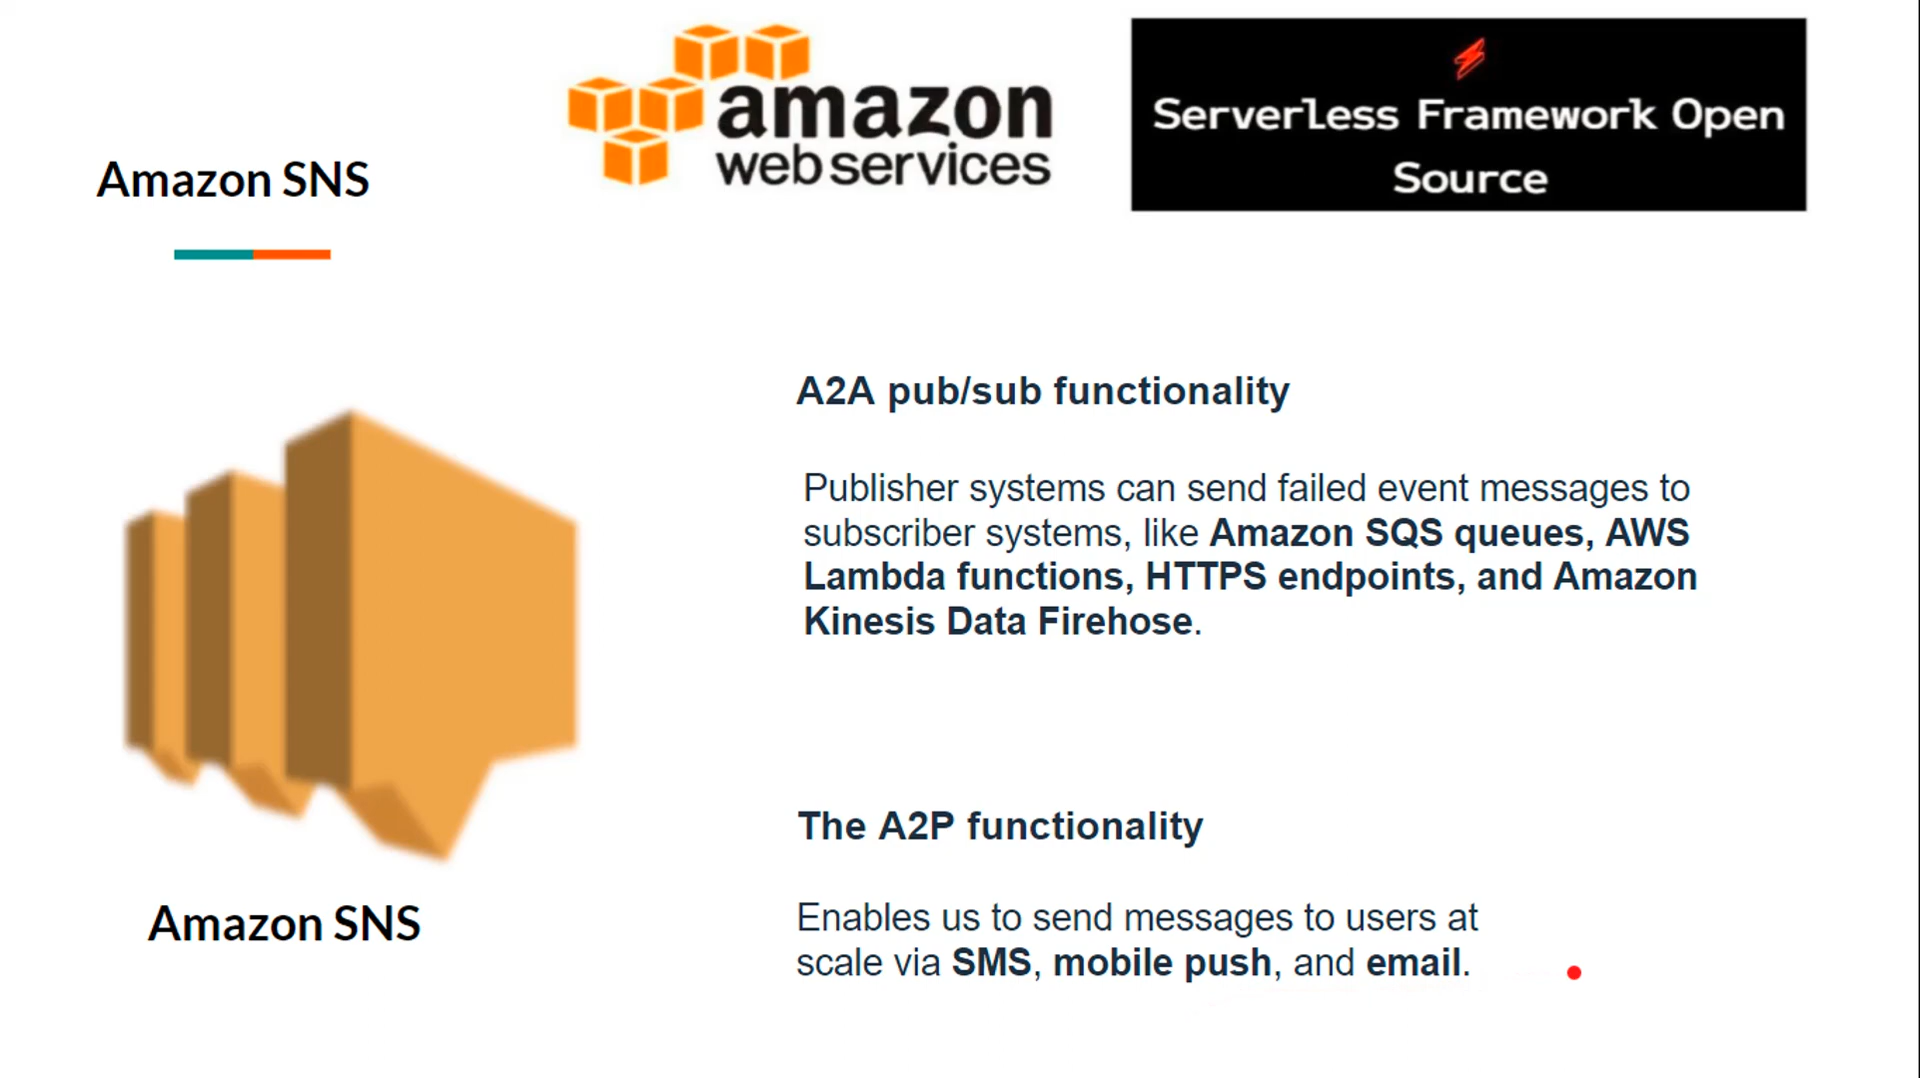 Amazon SNS
amazon
web services
Serverless Framework Open
Source
A2A pub/sub functionality
Publisher systems can send failed event messages to
subscriber systems, like Amazon SQS queues, AWS
Lambda functions, HTTPS endpoints, and Amazon
Kinesis Data Firehose.
The A2P functionality
Enables us to send messages to users at
scale via SMS, mobile push, and email.
Amazon SNS